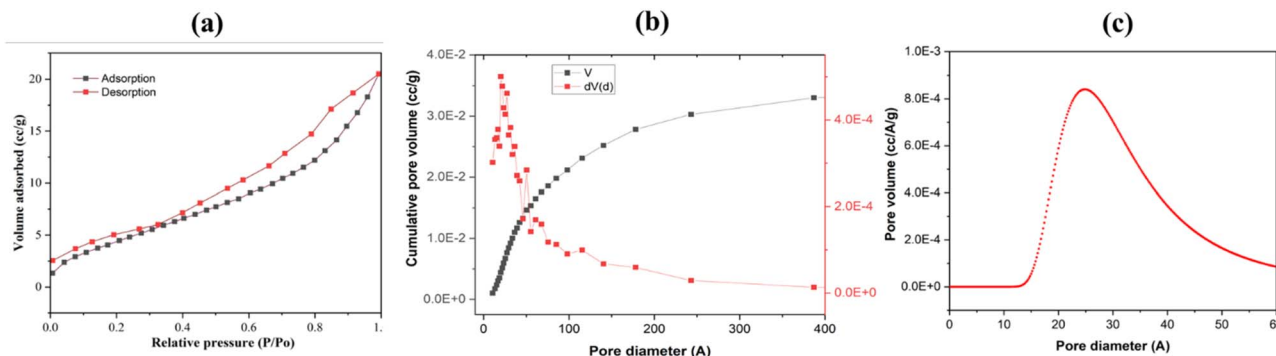 (a)
Volume adsorbed (cc/g)
20
15
10
5
0
Adsorption
Desorption
0.0 0.2 0.4 0.6 0.8 1.
Relative pressure (P/Po)
(b)
Cumulative pore volume (cc/g)
4.0E-2
3.0E-2
2.0E-2
1.0E-2
0.0E+0
V
dV(d)
4.0E-4
2.0E-4
0.0E+0
0 100 200 300 400
Pore diameter (A)
(c)
Pore volume (cc/A/g)
1.0E-3
8.0E-4
6.0E-4
4.0E-4
2.0E-4
0.0E+0
0 10 20 30 40 50 60
Pore diameter (A)